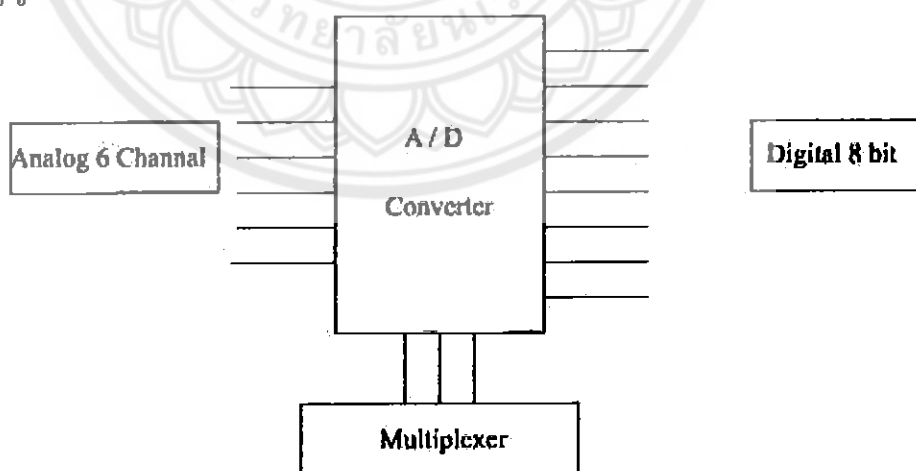 A / D
Analog 6 Channal
Digital 8 bit
Converter
Multiplexer